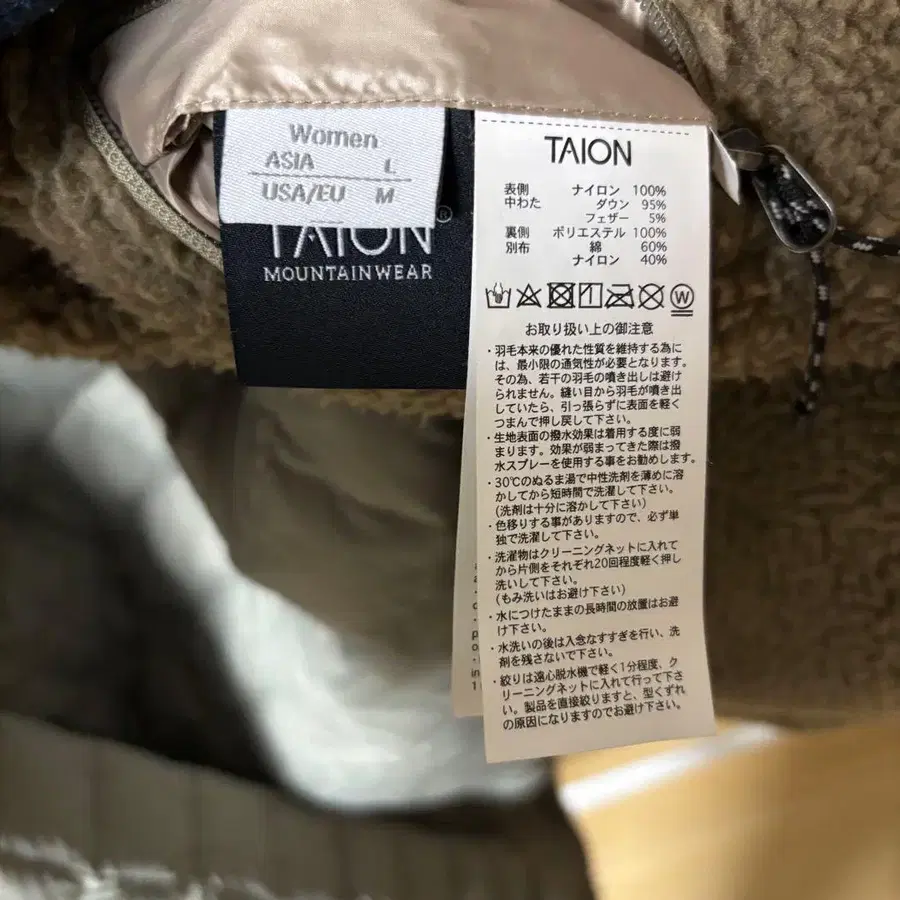 Women
ASIA L
USA/EU M
TAION®
MOUNTAIN WEAR
TAION
表側 ナイロン 100%
中わた ダウン 95%
フェザー 5%
裏側 ポリエステル 100%
別布 綿 60%
ナイロン 40%
W
お取り扱い上の御注意
・羽毛本来の優れた性質を維持する為に
は、最小限の通気性が必要となります。
その為、若干の羽毛の噴き出しは避け
られません。縫い目から羽毛が噴き出
していたら、引っ張らずに表面を軽く
つまんで押し戻して下さい。
・生地表面の撥水効果は着用する度に弱
まります。効果が弱まってきた際は撥
水スプレーを使用する事をお勧めします。
・30℃のぬるま湯で中性洗剤を薄めに溶
かしてから短時間で洗濯して下さい。
(洗剤は十分に溶かして下さい)
・色移りする事がありますので、必ず単
独で洗濯して下さい。
・洗濯物はクリーニングネットに入れて
から片側をそれぞれ20回程度軽く押し
洗いして下さい。
(もみ洗いはお避け下さい)
・水につけたままの長時間の放置はお避
け下さい。
・水洗いの後は入念なすすぎを行い、洗
剤を残さないで下さい。
・絞りは遠心脱水機で軽く1分程度、ク
リーニングネットに入れて行って下さ
い。製品を直接絞りますと、型くずれ
の原因になりますのでお避け下さい。